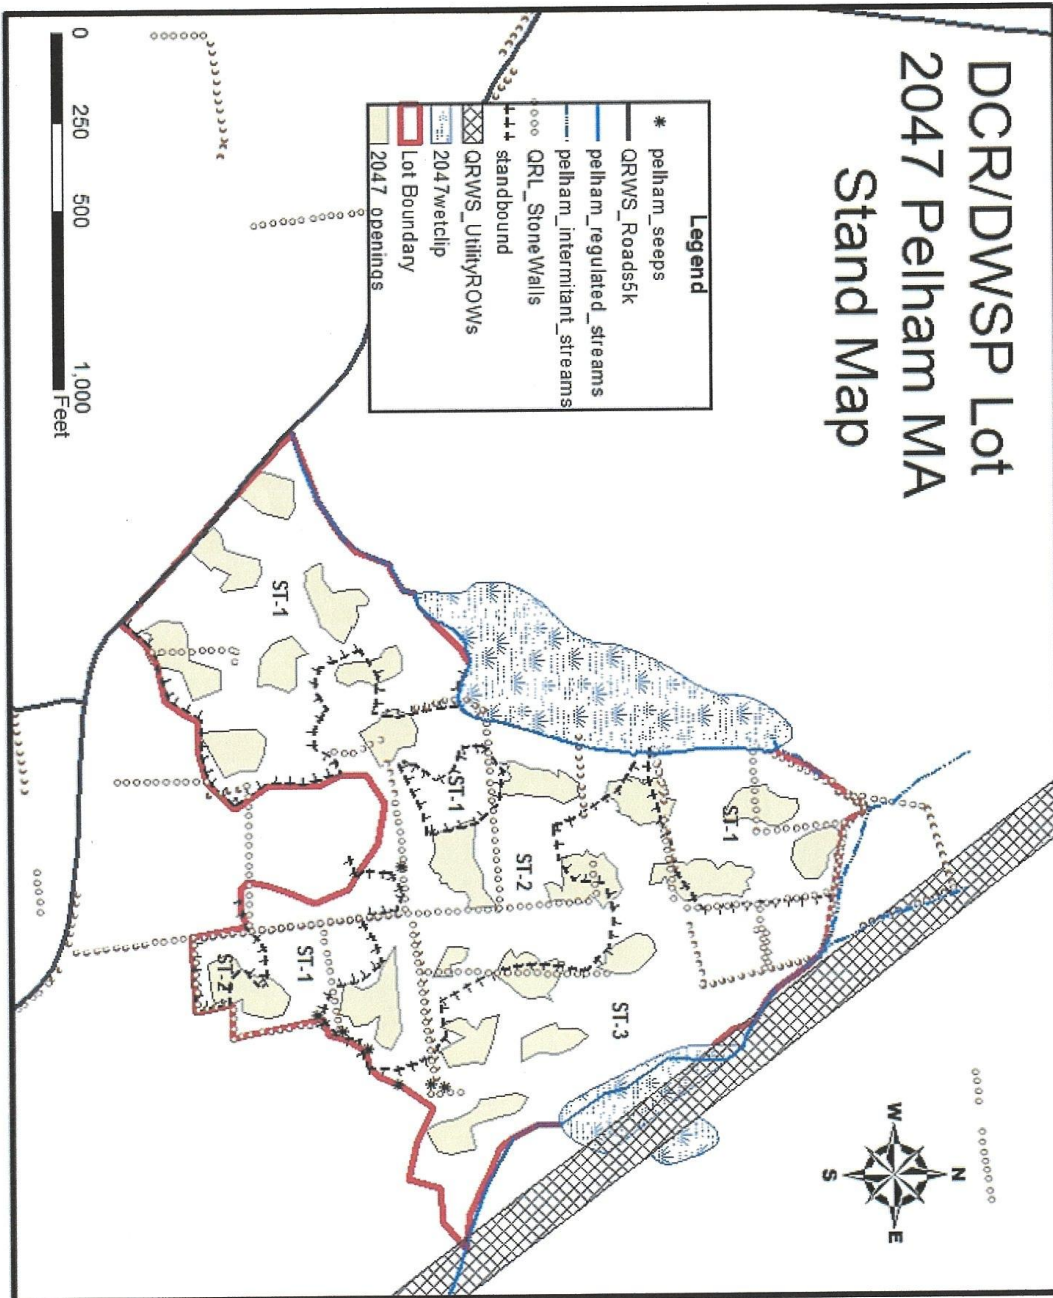 DCR/DWSP Lot
2047 Pelham MA
Stand Map
Legend
pelham_seeps
QRWS_Roads5k
pelham_regulated_streams
pelham_intermitant_streams
QRL_StoneWalls
standbound
QRWS_UtilityROWs
2047wetclip
Lot Boundary
2047_openings
0 250 500 1,000
Feet
N
W
E
S
ST-1
ST-1
ST-1
ST-2
ST-3
ST-1
ST-2